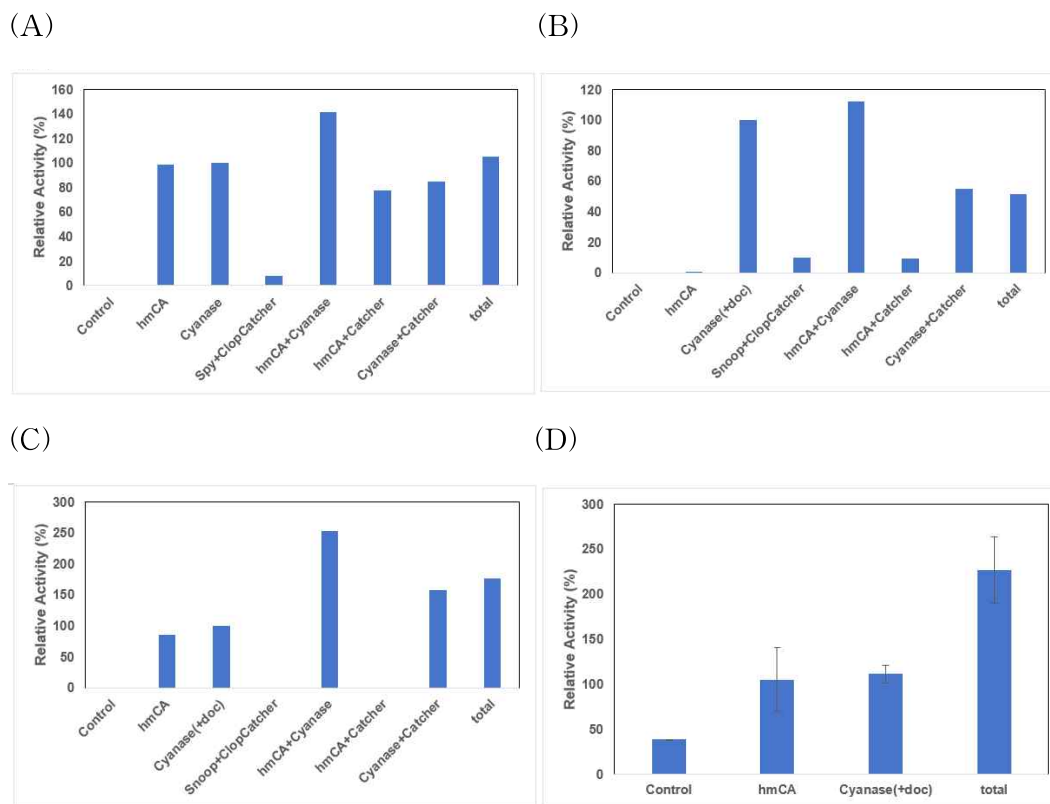 (A)
Relative Activity (%)
160
140
120
100
80
60
40
20
0
Control
hmCA
Cyanase
Spy+ClopCatcher
hmCA+Cyanase
hmCA+Catcher
Cyanase+Catcher
total
(B)
Relative Activity (%)
120
100
80
60
40
20
0
Control
hmCA
Cyanase(+doc)
Snoop+ClopCatcher
hmCA+Cyanase
hmCA+Catcher
Cyanase+Catcher
total
(C)
Relative Activity (%)
300
250
200
150
100
50
0
Control
hmCA
Cyanase(+doc)
Snoop+ClopCatcher
hmCA+Cyanase
hmCA+Catcher
Cyanase+Catcher
total
(D)
Relative Activity (%)
300
250
200
150
100
50
0
Control
hmCA
Cyanase(+doc)
total